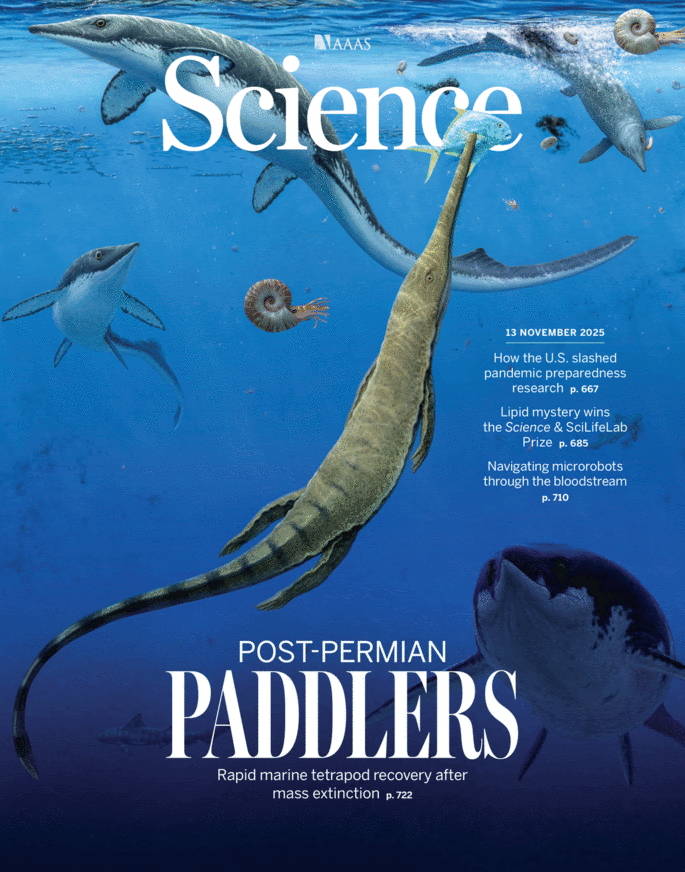 AAAS
Science
13 NOVEMBER 2025
How the U.S. slashed
pandemic preparedness
research p. 667
Lipid mystery wins
the Science & SciLifeLab
Prize p. 685
Navigating microrobots
through the bloodstream
p. 710
POST-PERMIAN
PADDLERS
Rapid marine tetrapod recovery after
mass extinction p. 722